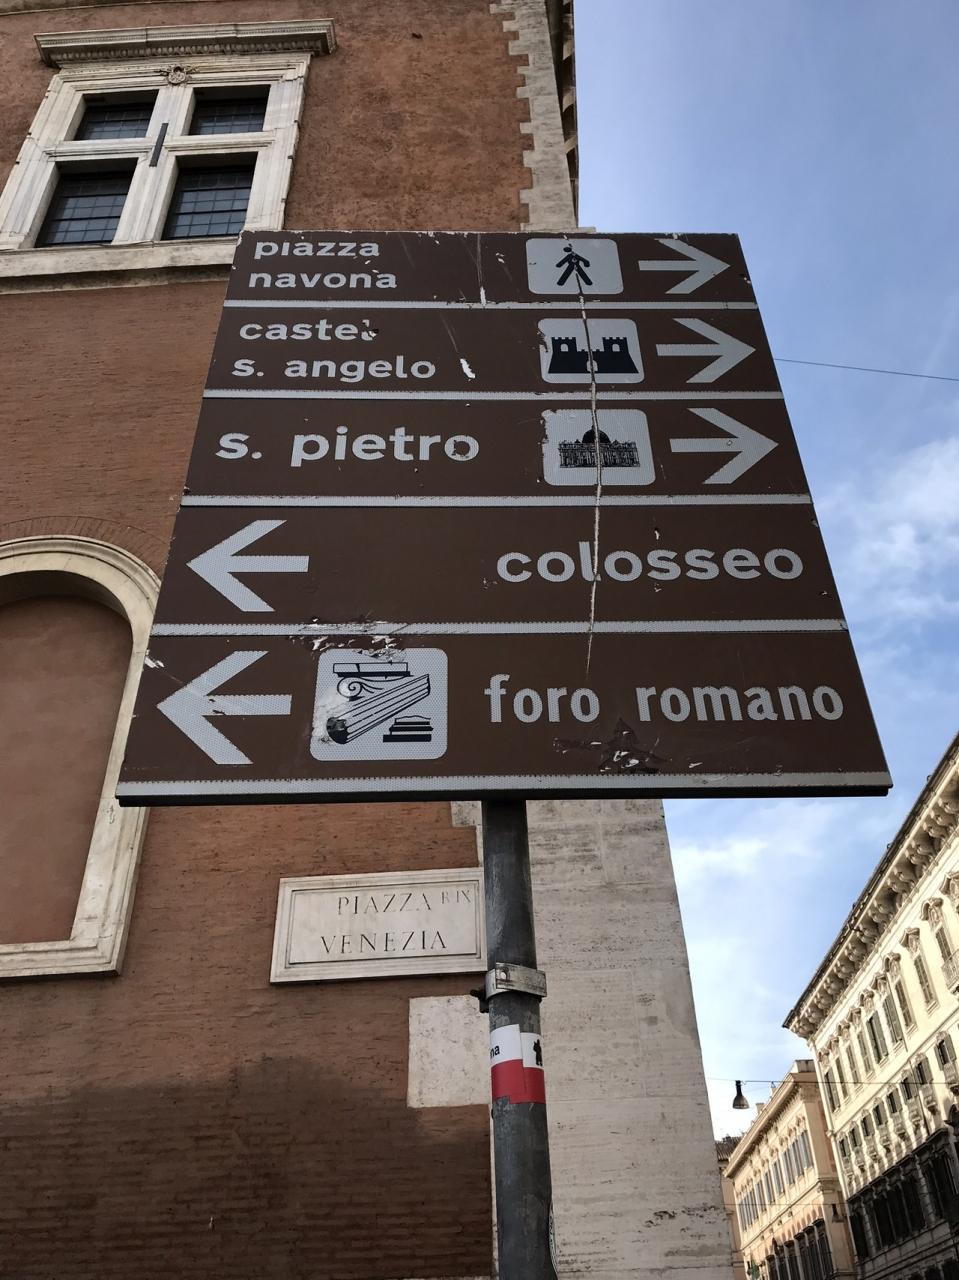 piazza
navona
castel
s. angelo
s. pietro
colosseo
foro romano
PIAZZA R IX
VENEZIA